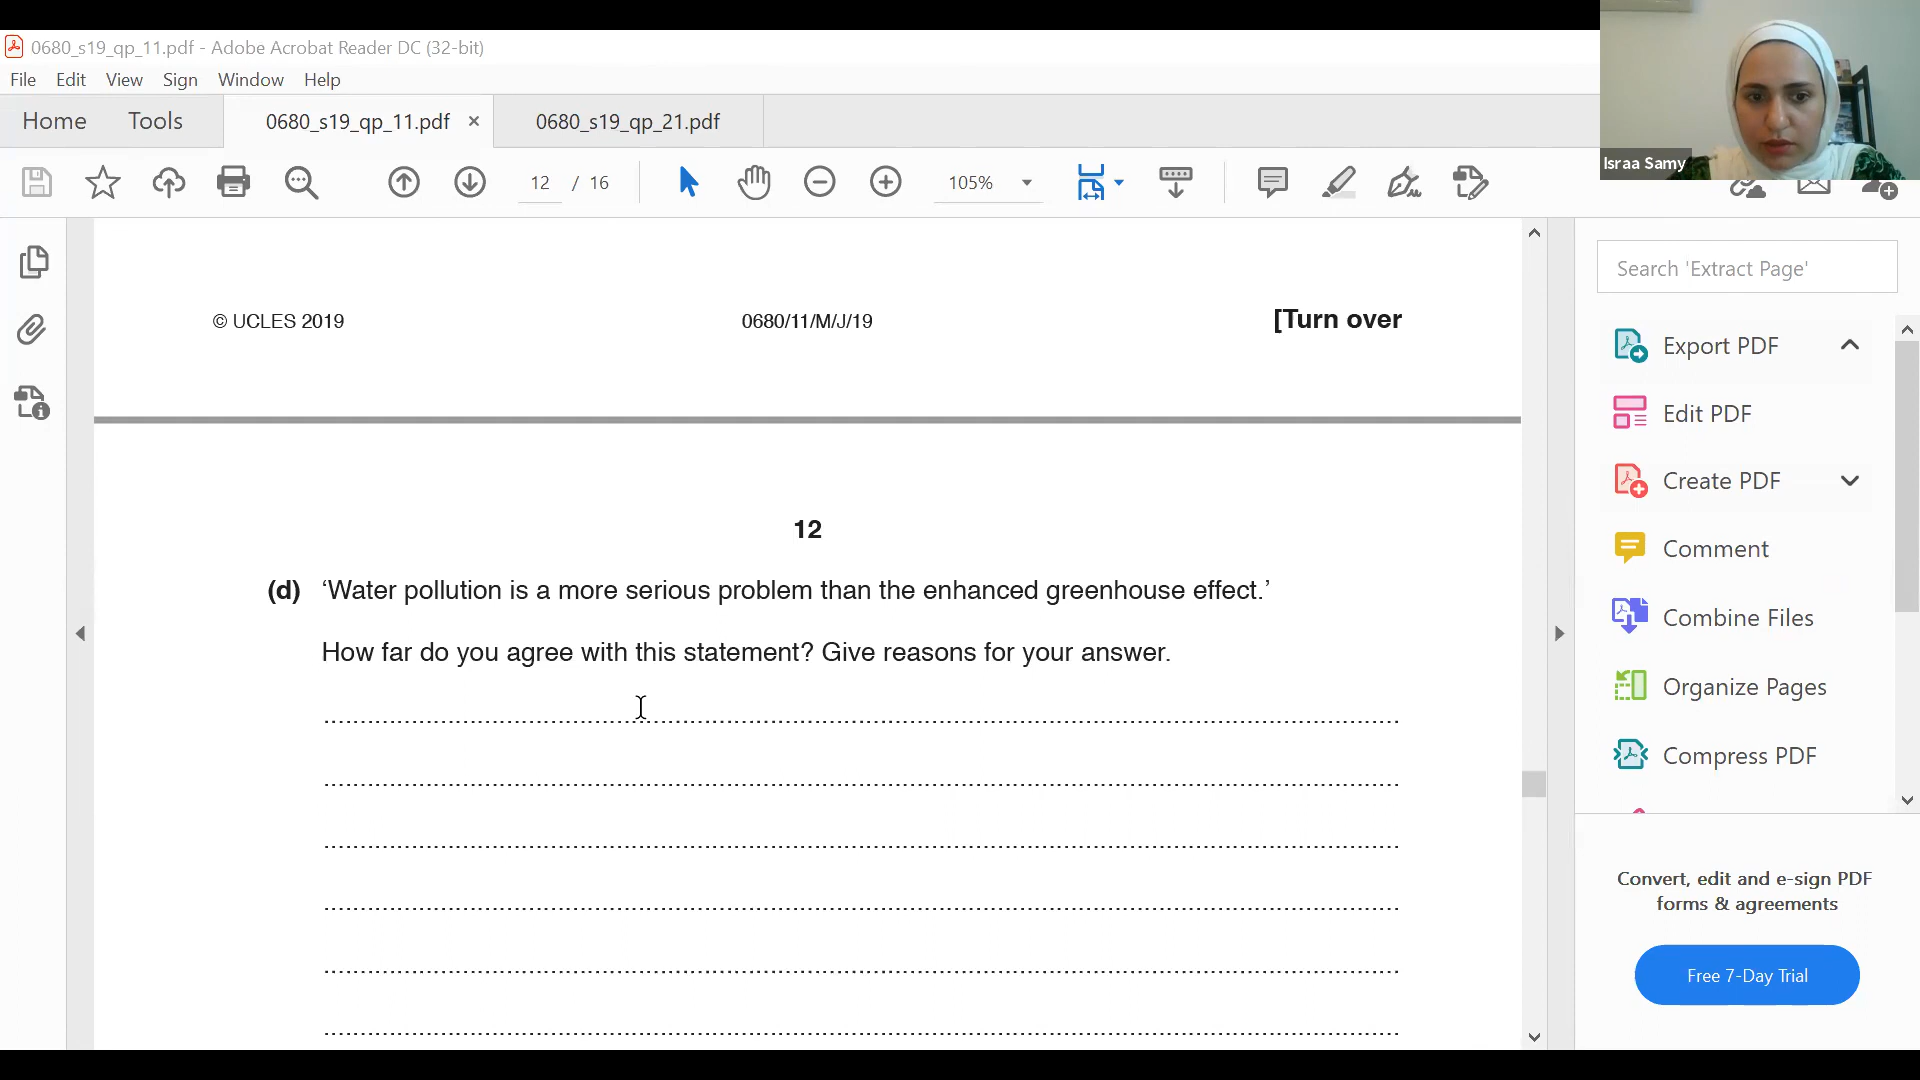 0680_s19_qp_11.pdf - Adobe Acrobat Reader DC (32-bit)
File Edit View Sign Window Help
Home Tools 0680_s19_qp_11.pdf × 0680_s19_qp_21.pdf
12 / 16 105%
Israa Samy
© UCLES 2019 0680/11/M/J/19 [Turn over
12
(d) ‘Water pollution is a more serious problem than the enhanced greenhouse effect.’
How far do you agree with this statement? Give reasons for your answer.
Search 'Extract Page'
Export PDF
Edit PDF
Create PDF
Comment
Combine Files
Organize Pages
Compress PDF
Convert, edit and e-sign PDF
forms & agreements
Free 7-Day Trial